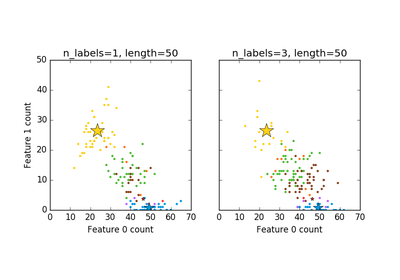 n_labels=1, length=50
n_labels=3, length=50
50
40
30
20
10
0
Feature 1 count
0 10 20 30 40 50 60 70
0 10 20 30 40 50 60 70
Feature 0 count
Feature 0 count